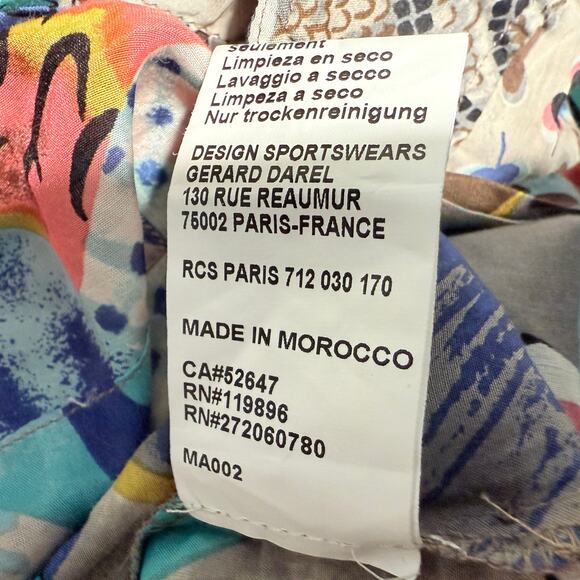 seulement
Limpieza en seco
Lavaggio a secco
Limpeza a seco
Nur trockenreinigung
DESIGN SPORTSWEARS
GERARD DAREL
130 RUE REAUMUR
75002 PARIS-FRANCE
RCS PARIS 712 030 170
MADE IN MOROCCO
CA#52647
RN#119896
RN#272060780
MA002